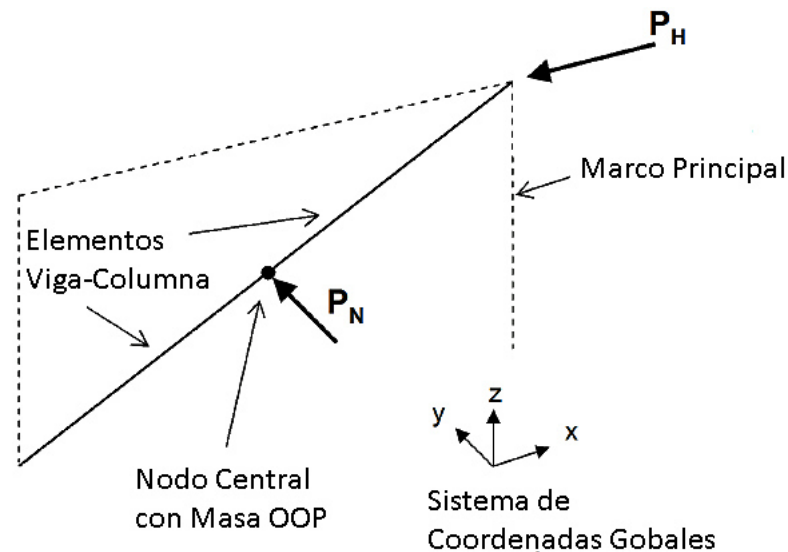 P_H
Marco Principal
Elementos
Viga-Columna
P_N
z
y
x
Nodo Central
con Masa OOP
Sistema de
Coordenadas Gobales